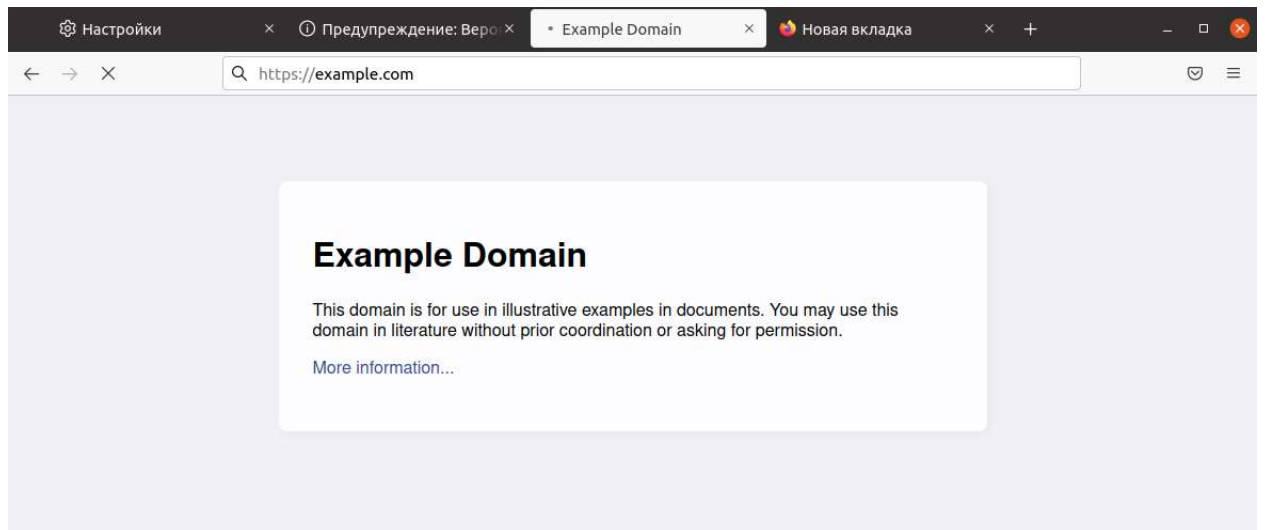 Настройки
Предупреждение: Веро
Example Domain
Новая вкладка
https://example.com
Example Domain
This domain is for use in illustrative examples in documents. You may use this
domain in literature without prior coordination or asking for permission.
More information...